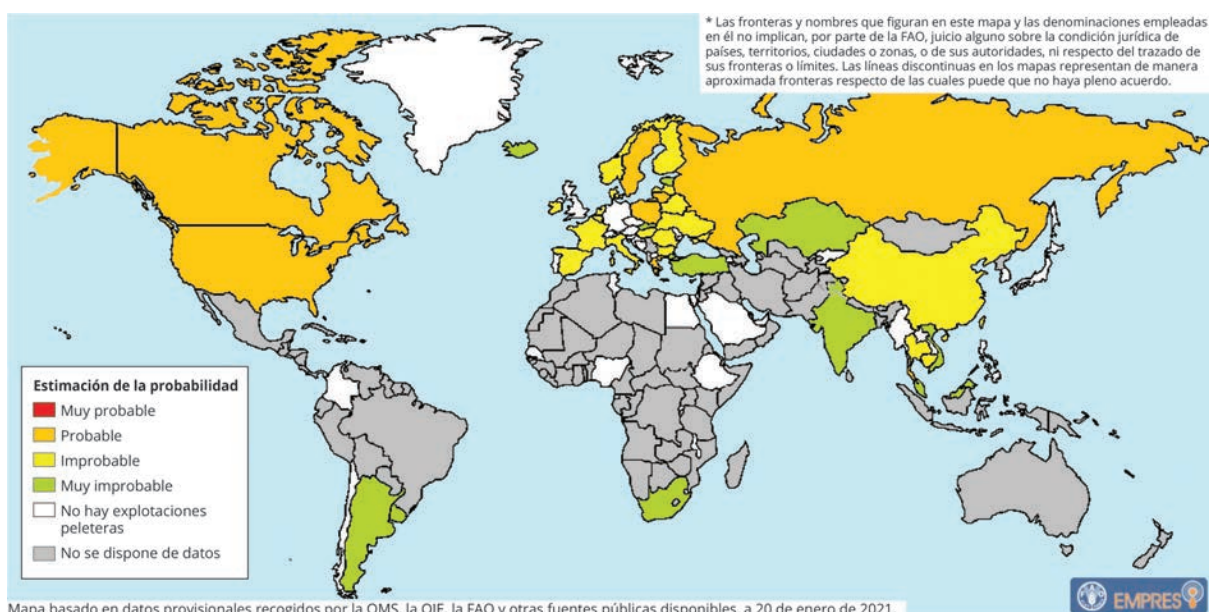 * Las fronteras y nombres que figuran en este mapa y las denominaciones empleadas
en él no implican, por parte de la FAO, juicio alguno sobre la condición jurídica de
países, territorios, ciudades o zonas, o de sus autoridades, ni respecto del trazado de
sus fronteras o límites. Las líneas discontinuas en los mapas representan de manera
aproximada fronteras respecto de las cuales puede que no haya pleno acuerdo.
Estimación de la probabilidad
Muy probable
Probable
Improbable
Muy improbable
No hay explotaciones
peleteras
No se dispone de datos
EMPRES
Mapa basado en datos provisionales recogidos por la OMS, la OIE, la FAO y otras fuentes públicas disponibles, a 20 de enero de 2021.